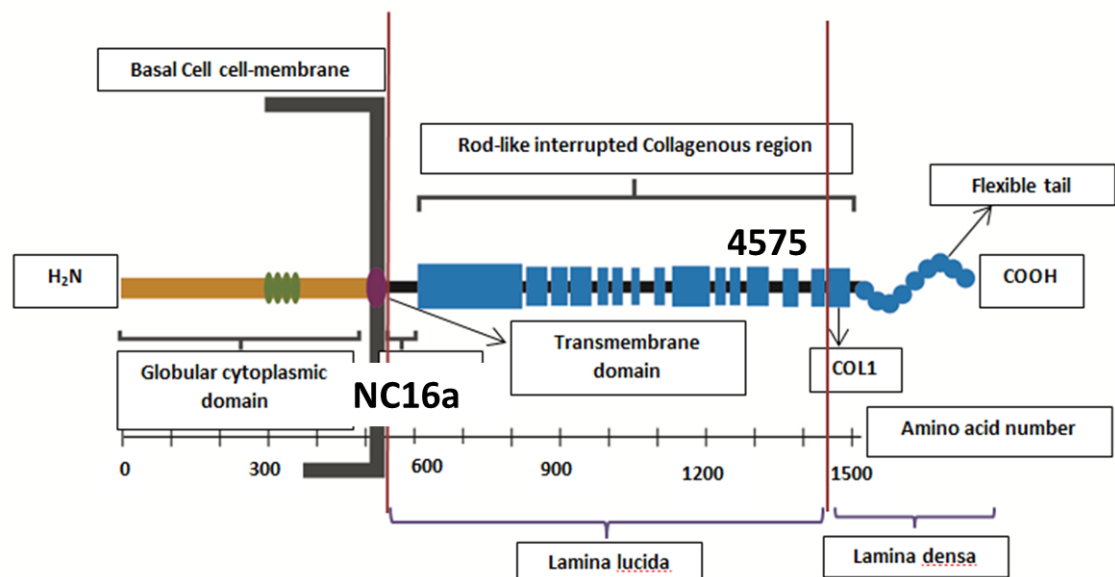 Basal Cell cell-membrane
Rod-like interrupted Collagenous region
Flexible tail
4575
H₂N
COOH
Transmembrane
domain
Globular cytoplasmic
domain
NC16a
COL1
Amino acid number
0 300 600 900 1200 1500
Lamina lucida
Lamina densa